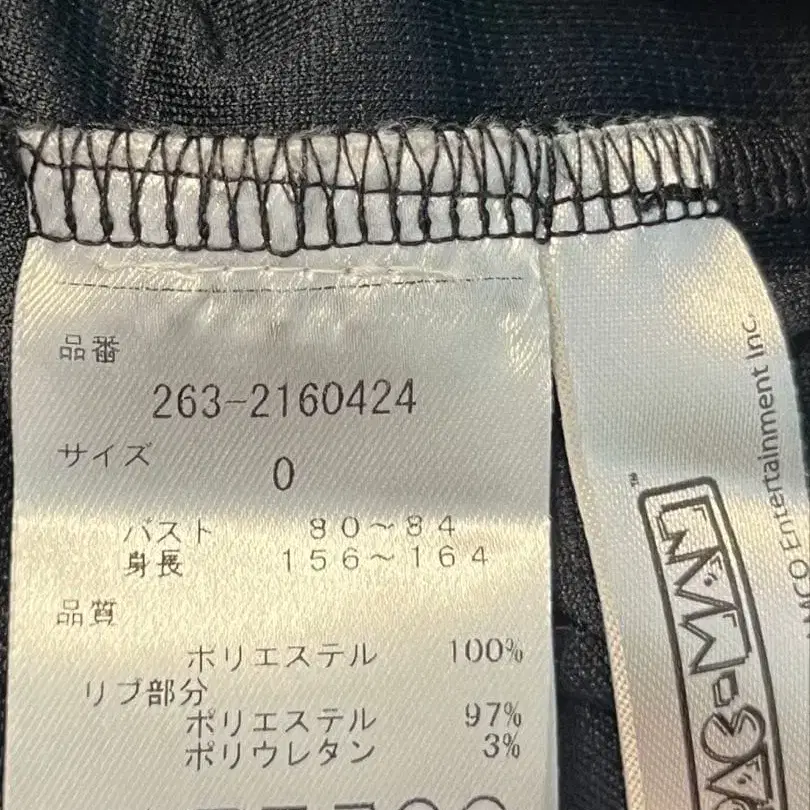 品番
263-2160424
サイズ
0
バスト 80～84
身長 156～164
品質
ポリエステル 100%
リブ部分
ポリエステル 97%
ポリウレタン 3%
Entertainment Inc.
MAN
™